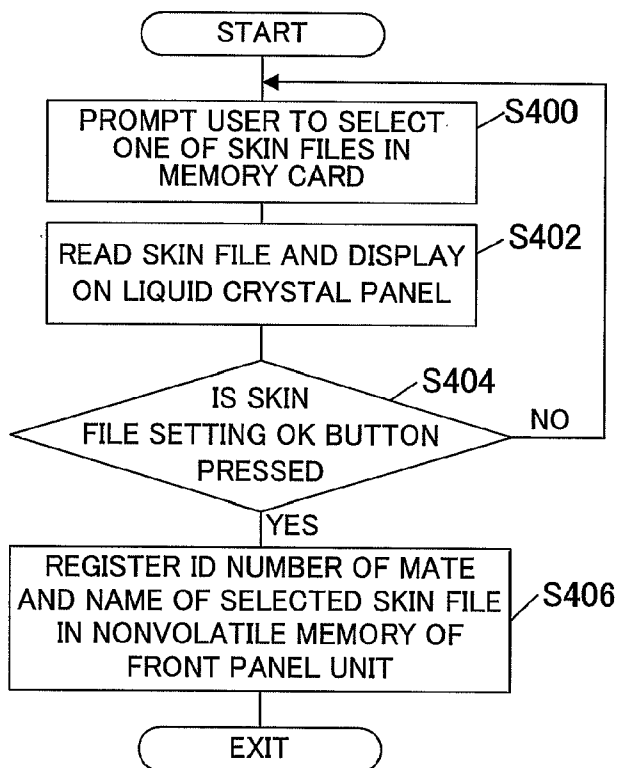 START
PROMPT USER TO SELECT
ONE OF SKIN FILES IN
MEMORY CARD
S400
READ SKIN FILE AND DISPLAY
ON LIQUID CRYSTAL PANEL
S402
IS SKIN
FILE SETTING OK BUTTON
PRESSED
S404
NO
YES
REGISTER ID NUMBER OF MATE
AND NAME OF SELECTED SKIN FILE
IN NONVOLATILE MEMORY OF
FRONT PANEL UNIT
S406
EXIT